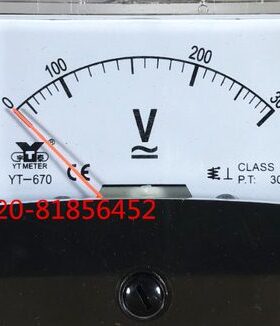 0 100 200 30
V
YT METER
YT-670
CE
CLASS
P.T: 30
20-81856452